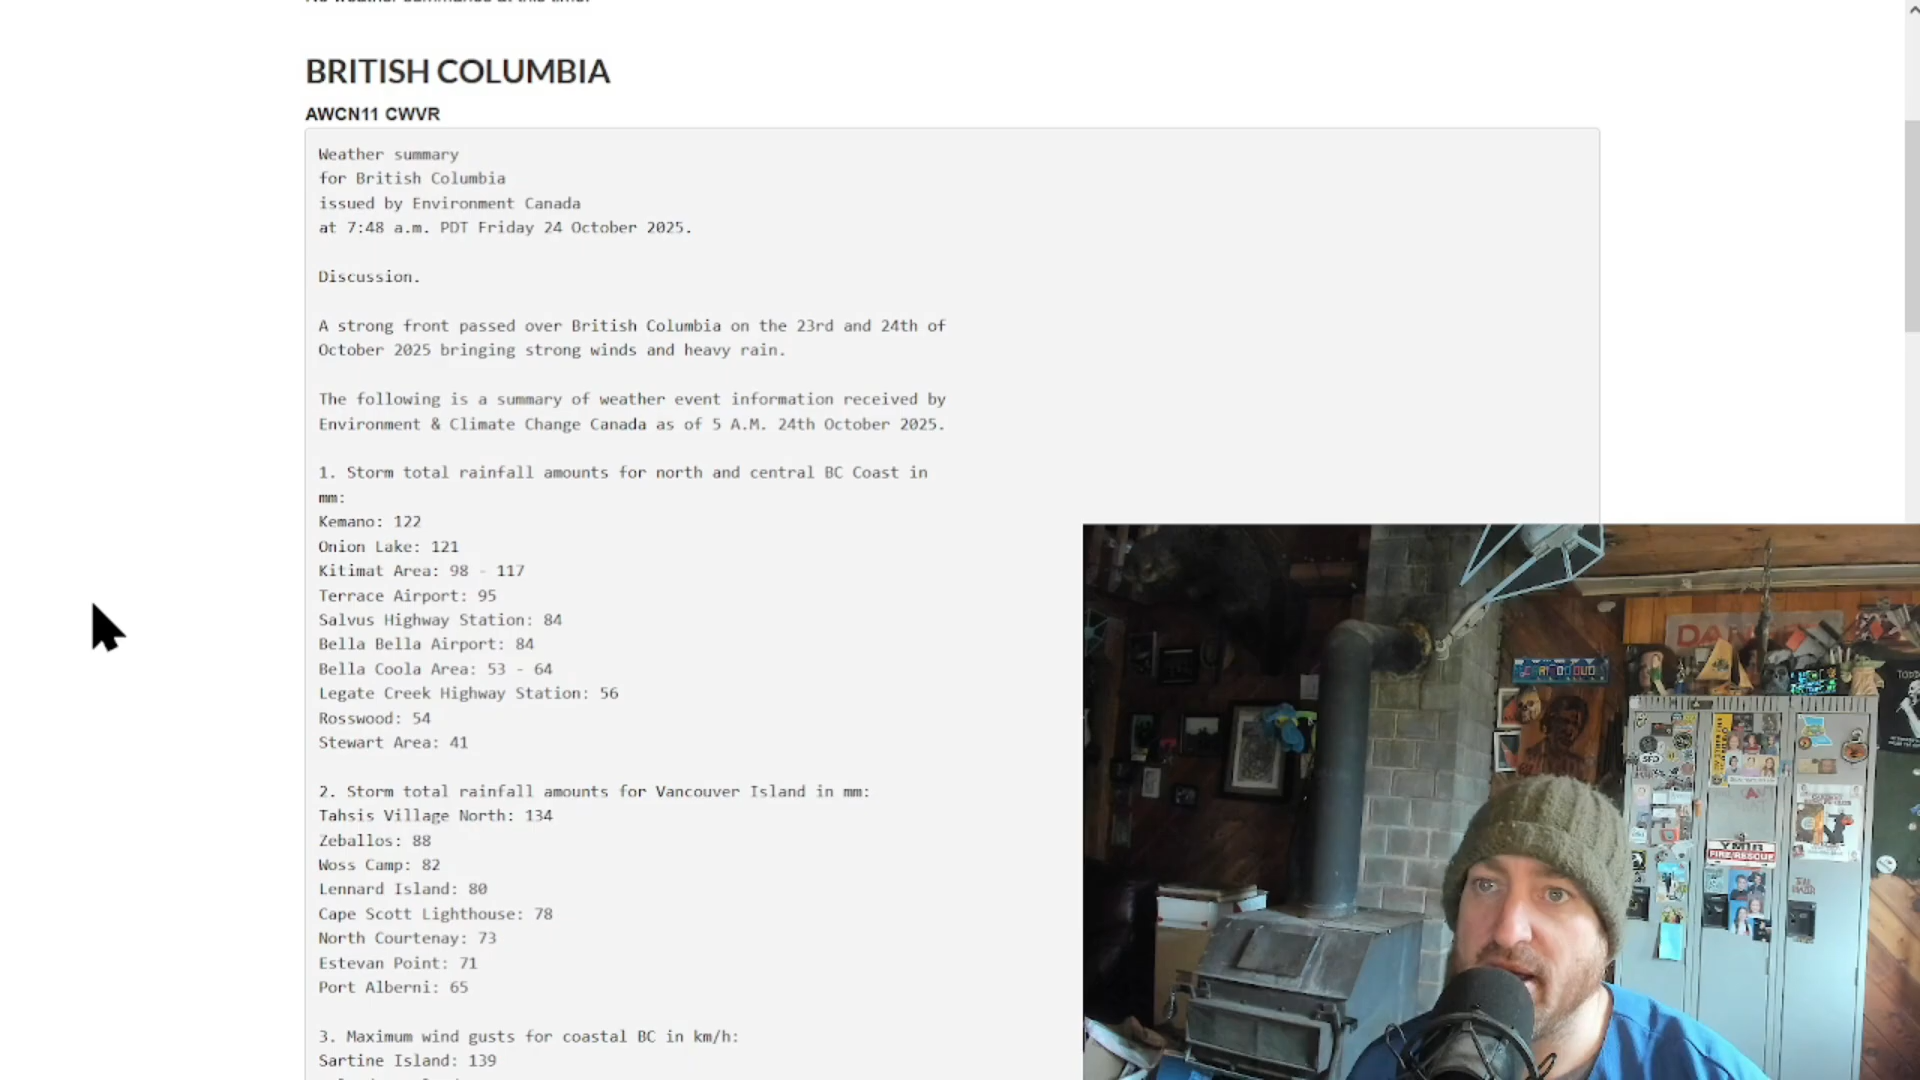 BRITISH COLUMBIA
AWCN11 CWVR
Weather summary
for British Columbia
issued by Environment Canada
at 7:48 a.m. PDT Friday 24 October 2025.
Discussion.
A strong front passed over British Columbia on the 23rd and 24th of
October 2025 bringing strong winds and heavy rain.
The following is a summary of weather event information received by
Environment & Climate Change Canada as of 5 A.M. 24th October 2025.
1. Storm total rainfall amounts for north and central BC Coast in
mm:
Kemano: 122
Onion Lake: 121
Kitimat Area: 98 - 117
Terrace Airport: 95
Salvus Highway Station: 84
Bella Bella Airport: 84
Bella Coola Area: 53 - 64
Legate Creek Highway Station: 56
Rosswood: 54
Stewart Area: 41
2. Storm total rainfall amounts for Vancouver Island in mm:
Tahsis Village North: 134
Zeballos: 88
Woss Camp: 82
Lennard Island: 80
Cape Scott Lighthouse: 78
North Courtenay: 73
Estevan Point: 71
Port Alberni: 65
3. Maximum wind gusts for coastal BC in km/h:
Sartine Island: 139
YMIR
FIRE/RESCUE